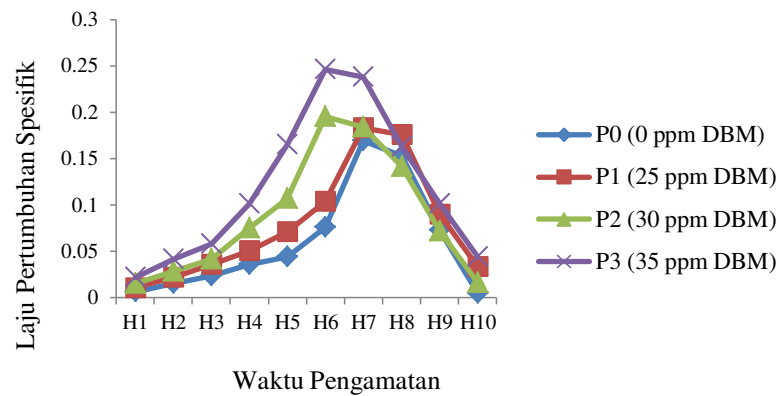 Laju Pertumbuhan Spesifik
0.3
0.25
0.2
0.15
0.1
0.05
0
H1 H2 H3 H4 H5 H6 H7 H8 H9 H10
Waktu Pengamatan
P0 (0 ppm DBM)
P1 (25 ppm DBM)
P2 (30 ppm DBM)
P3 (35 ppm DBM)